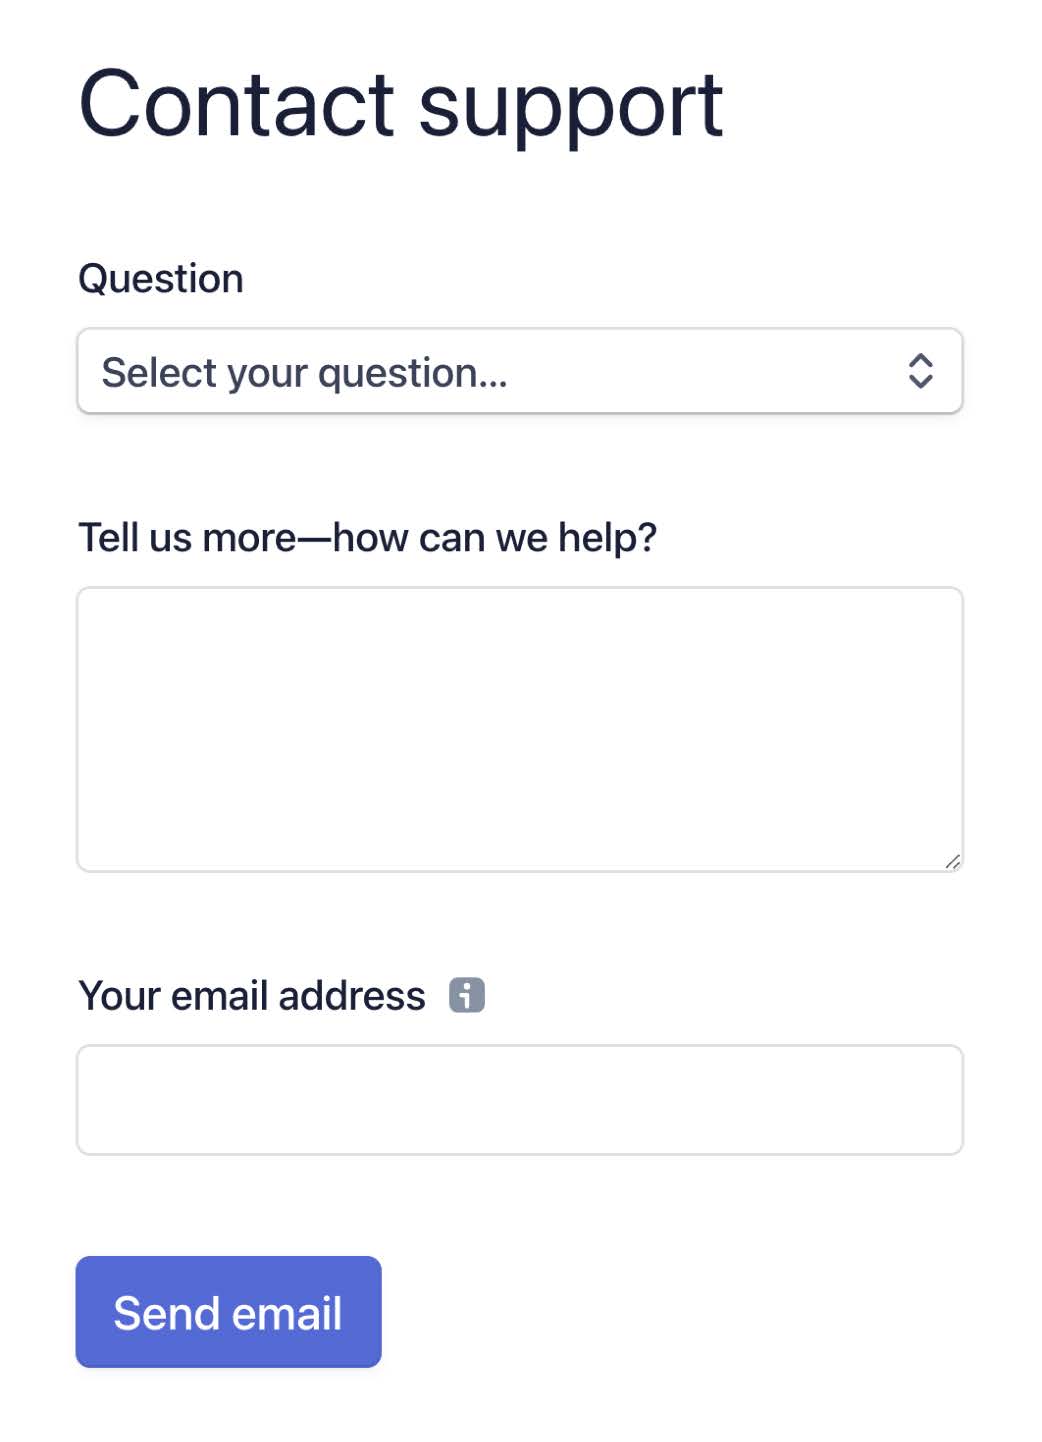 Contact support
Question
Select your question...
Tell us more—how can we help?
Your email address
Send email